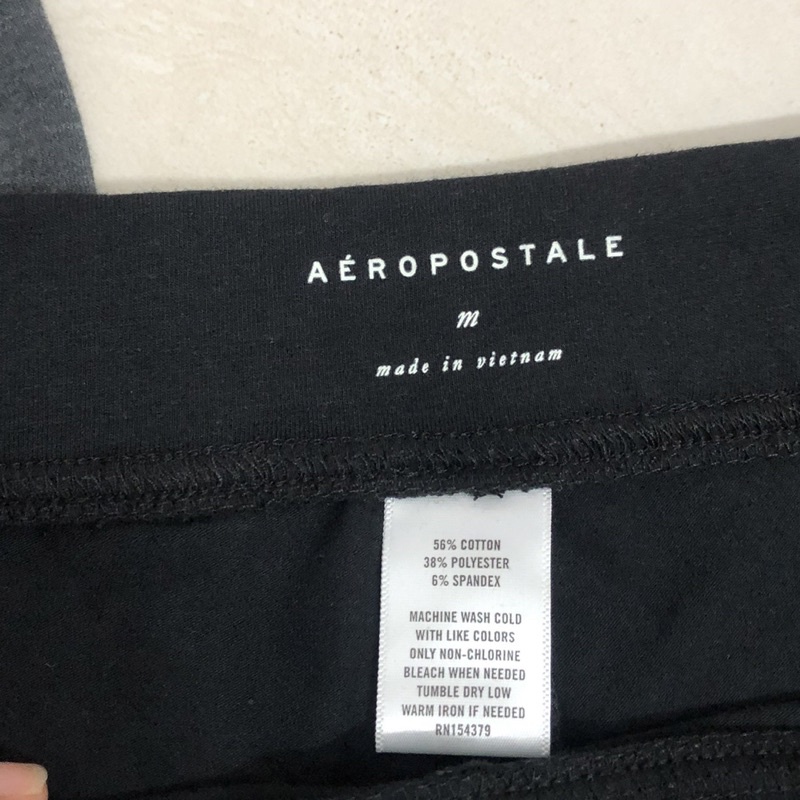 AÉROPOSTALE
m
made in vietnam
56% COTTON
38% POLYESTER
6% SPANDEX
MACHINE WASH COLD
WITH LIKE COLORS
ONLY NON-CHLORINE
BLEACH WHEN NEEDED
TUMBLE DRY LOW
WARM IRON IF NEEDED
RN154379